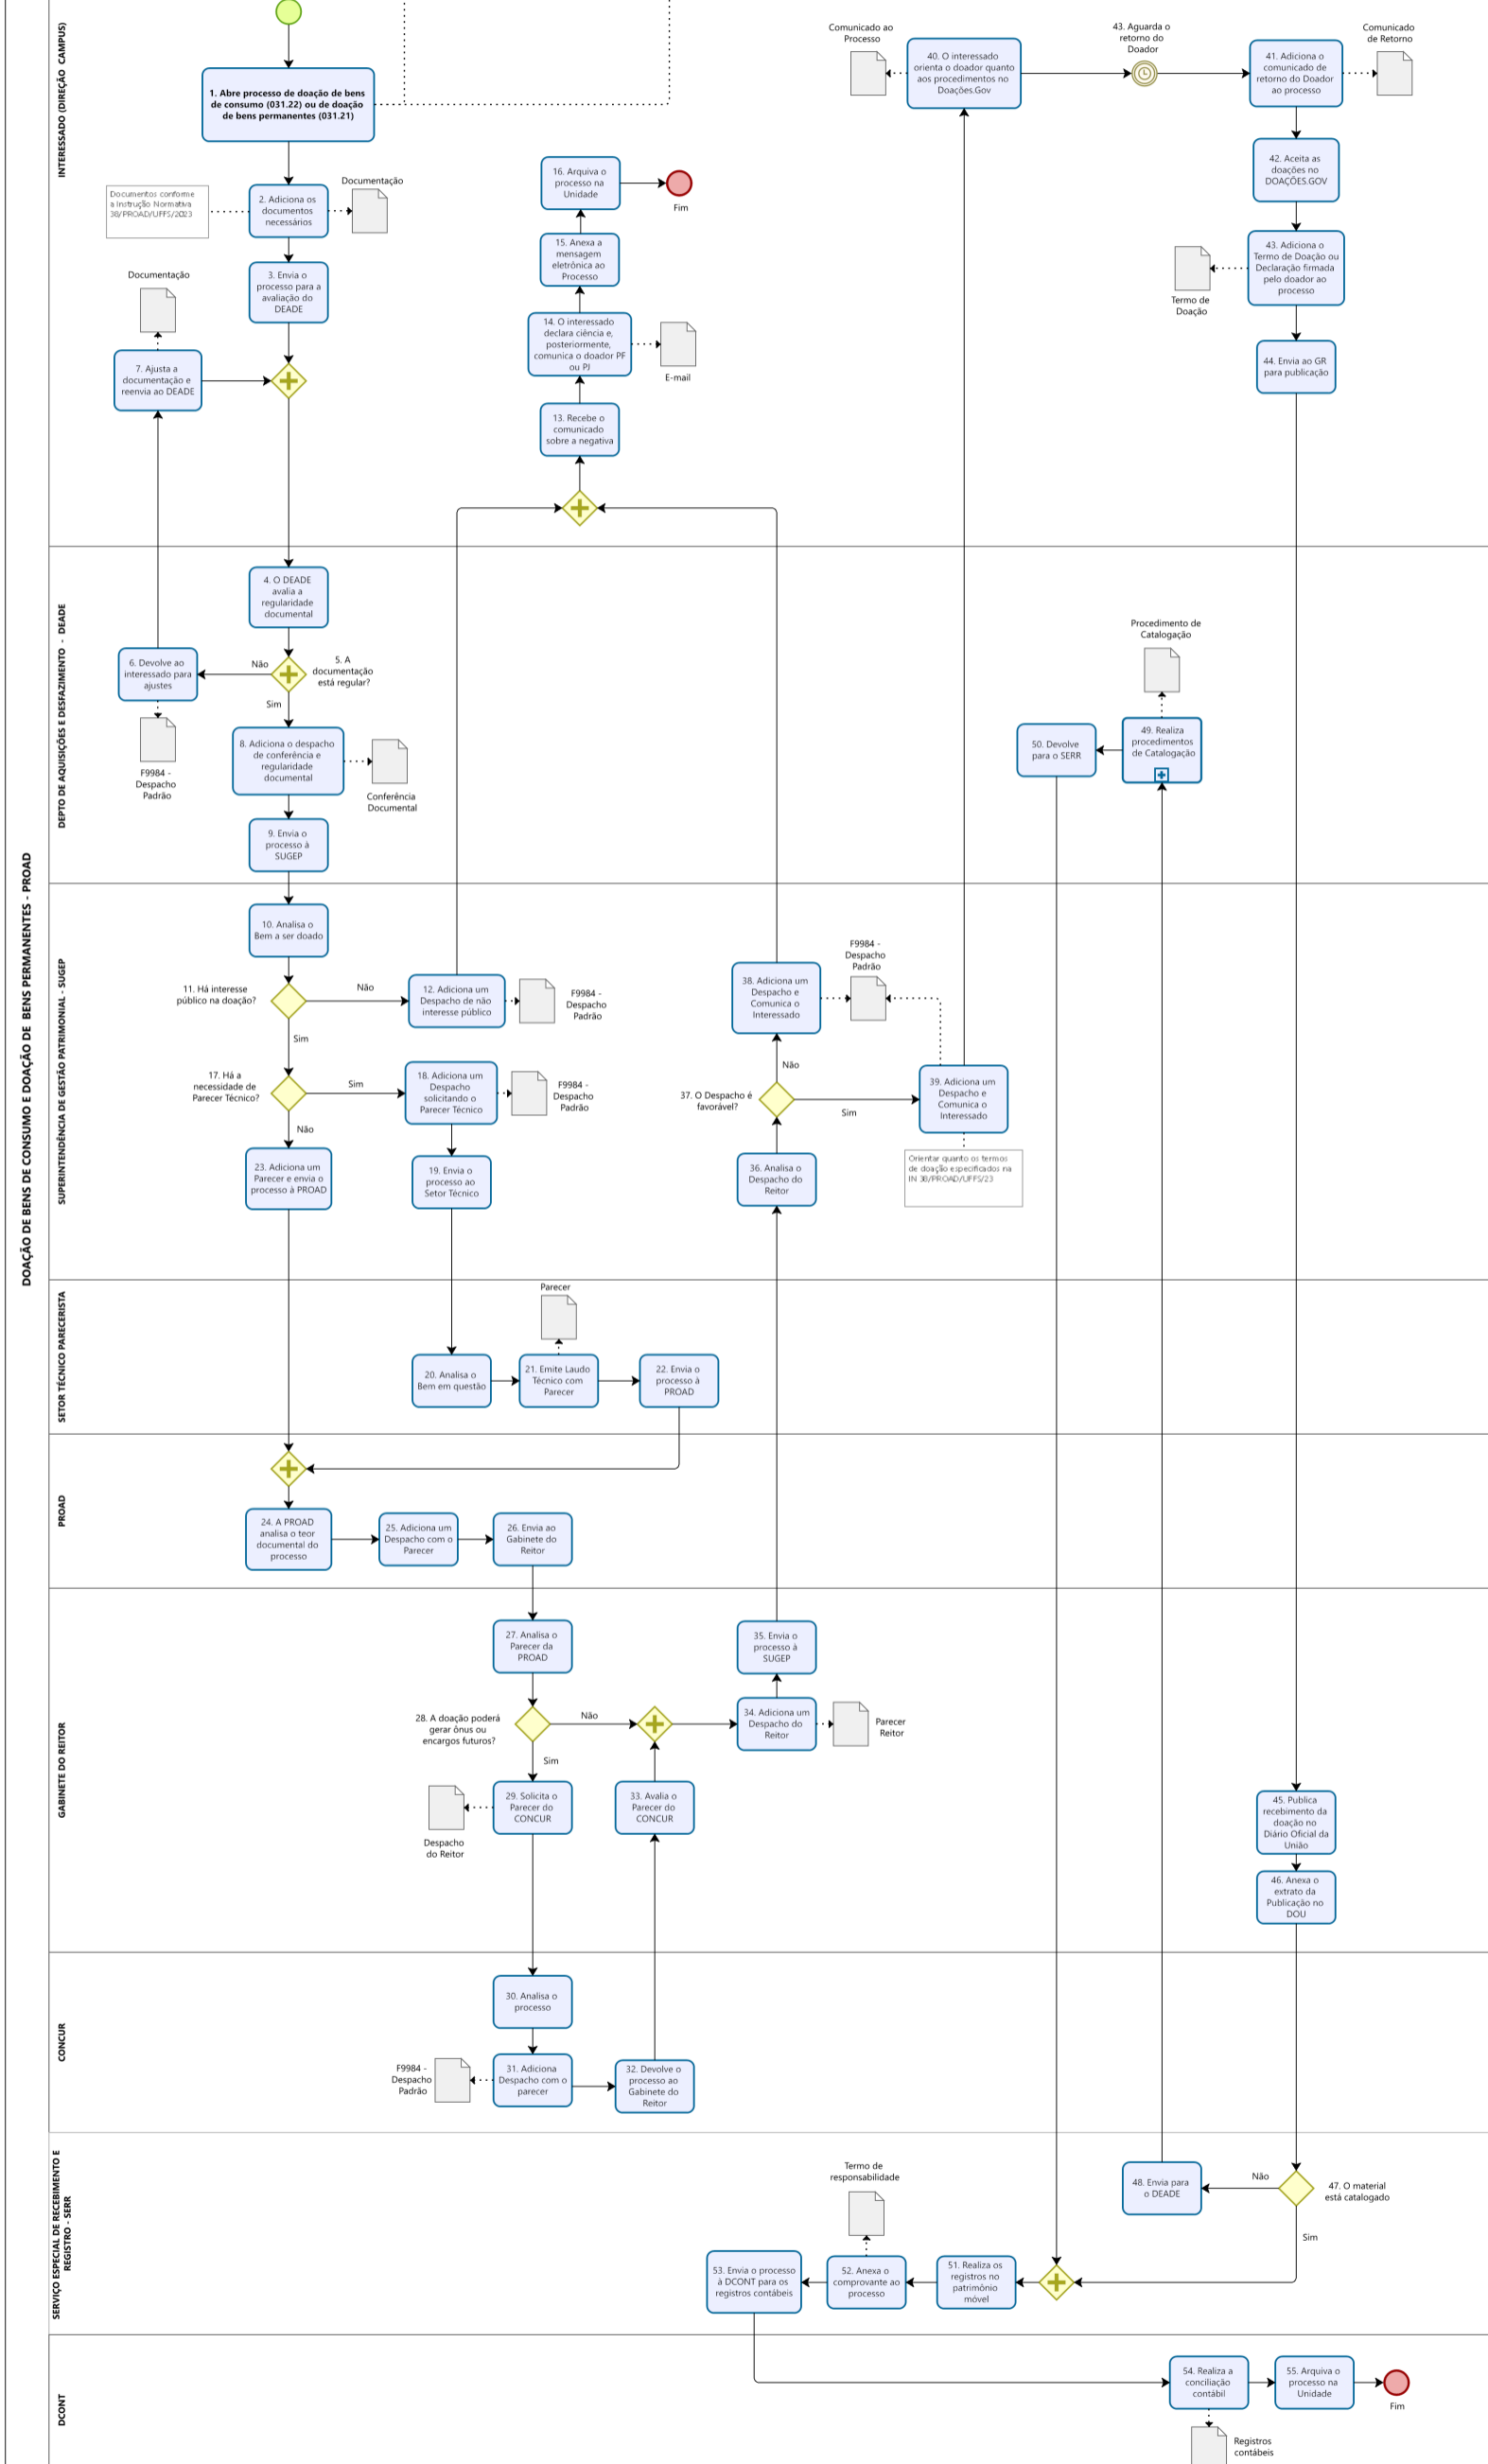 DOAÇÃO DE BENS DE CONSUMO E DOAÇÃO DE  BENS PERMANENTES - PROAD
INTERESSADO (DIREÇÃO  CAMPUS)
1. Abre processo de doação de bens
de consumo (031.22) ou de doação
de bens permanentes (031.21)
Documentos conforme
a Instrução Normativa
38/PROAD/UFFS/2023
2. Adiciona os
documentos
necessários
Documentação
3. Envia o
processo para a
avaliação do
DEADE
Documentação
7. Ajusta a
documentação e
reenvia ao DEADE
16. Arquiva o
processo na
Unidade
Fim
15. Anexa a
mensagem
eletrônica ao
Processo
14. O interessado
declara ciência e,
posteriormente,
comunica o doador PF
ou PJ
E-mail
13. Recebe o
comunicado
sobre a negativa
Comunicado ao
Processo
40. O interessado
orienta o doador quanto
aos procedimentos no
Doações.Gov
43. Aguarda o
retorno do
Doador
41. Adiciona o
comunicado de
retorno do Doador
ao processo
Comunicado
de Retorno
42. Aceita as
doações no
DOAÇÕES.GOV
43. Adiciona o
Termo de Doação ou
Declaração firmada
pelo doador ao
processo
Termo de
Doação
44. Envia ao GR
para publicação
DEPTO DE AQUISIÇÕES E DESFAZIMENTO  -  DEADE
4. O DEADE
avalia a
regularidade
documental
5. A
documentação
está regular?
Não
Sim
6. Devolve ao
interessado para
ajustes
F9984 -
Despacho
Padrão
8. Adiciona o despacho
de conferência e
regularidade
documental
Conferência
Documental
9. Envia o
processo à
SUGEP
Procedimento de
Catalogação
49. Realiza
procedimentos
de Catalogação
50. Devolve
para o SERR
SUPERINTENDÊNCIA DE GESTÃO PATRIMONIAL - SUGEP
10. Analisa o
Bem a ser doado
11. Há interesse
público na doação?
Não
Sim
12. Adiciona um
Despacho de não
interesse público
F9984 -
Despacho
Padrão
17. Há a
necessidade de
Parecer Técnico?
Sim
Não
18. Adiciona um
Despacho
solicitando o
Parecer Técnico
F9984 -
Despacho
Padrão
23. Adiciona um
Parecer e envia o
processo à PROAD
19. Envia o
processo ao
Setor Técnico
38. Adiciona um
Despacho e
Comunica o
Interessado
F9984 -
Despacho
Padrão
37. O Despacho é
favorável?
Não
Sim
39. Adiciona um
Despacho e
Comunica o
Interessado
Orientar quanto os termos
de doação especificados na
IN 38/PROAD/UFFS/23
36. Analisa o
Despacho do
Reitor
SETOR TÉCNICO PARECERISTA
Parecer
20. Analisa o
Bem em questão
21. Emite Laudo
Técnico com
Parecer
22. Envia o
processo à
PROAD
PROAD
24. A PROAD
analisa o teor
documental do
processo
25. Adiciona um
Despacho com o
Parecer
26. Envia ao
Gabinete do
Reitor
GABINETE DO REITOR
27. Analisa o
Parecer da
PROAD
28. A doação poderá
gerar ônus ou
encargos futuros?
Não
Sim
29. Solicita o
Parecer do
CONCUR
Despacho
do Reitor
33. Avalia o
Parecer do
CONCUR
35. Envia o
processo à
SUGEP
34. Adiciona um
Despacho do
Reitor
Parecer
Reitor
45. Publica
recebimento da
doação no
Diário Oficial da
União
46. Anexa o
extrato da
Publicação no
DOU
CONCUR
30. Analisa o
processo
31. Adiciona
Despacho com o
parecer
F9984 -
Despacho
Padrão
32. Devolve o
processo ao
Gabinete do
Reitor
SERVIÇO ESPECIAL DE RECEBIMENTO E
REGISTRO - SERR
47. O material
está catalogado
Não
Sim
48. Envia para
o DEADE
51. Realiza os
registros no
patrimônio
móvel
52. Anexa o
comprovante ao
processo
Termo de
responsabilidade
53. Envia o processo
à DCONT para os
registros contábeis
DCONT
54. Realiza a
conciliação
contábil
55. Arquiva o
processo na
Unidade
Fim
Registros
contábeis